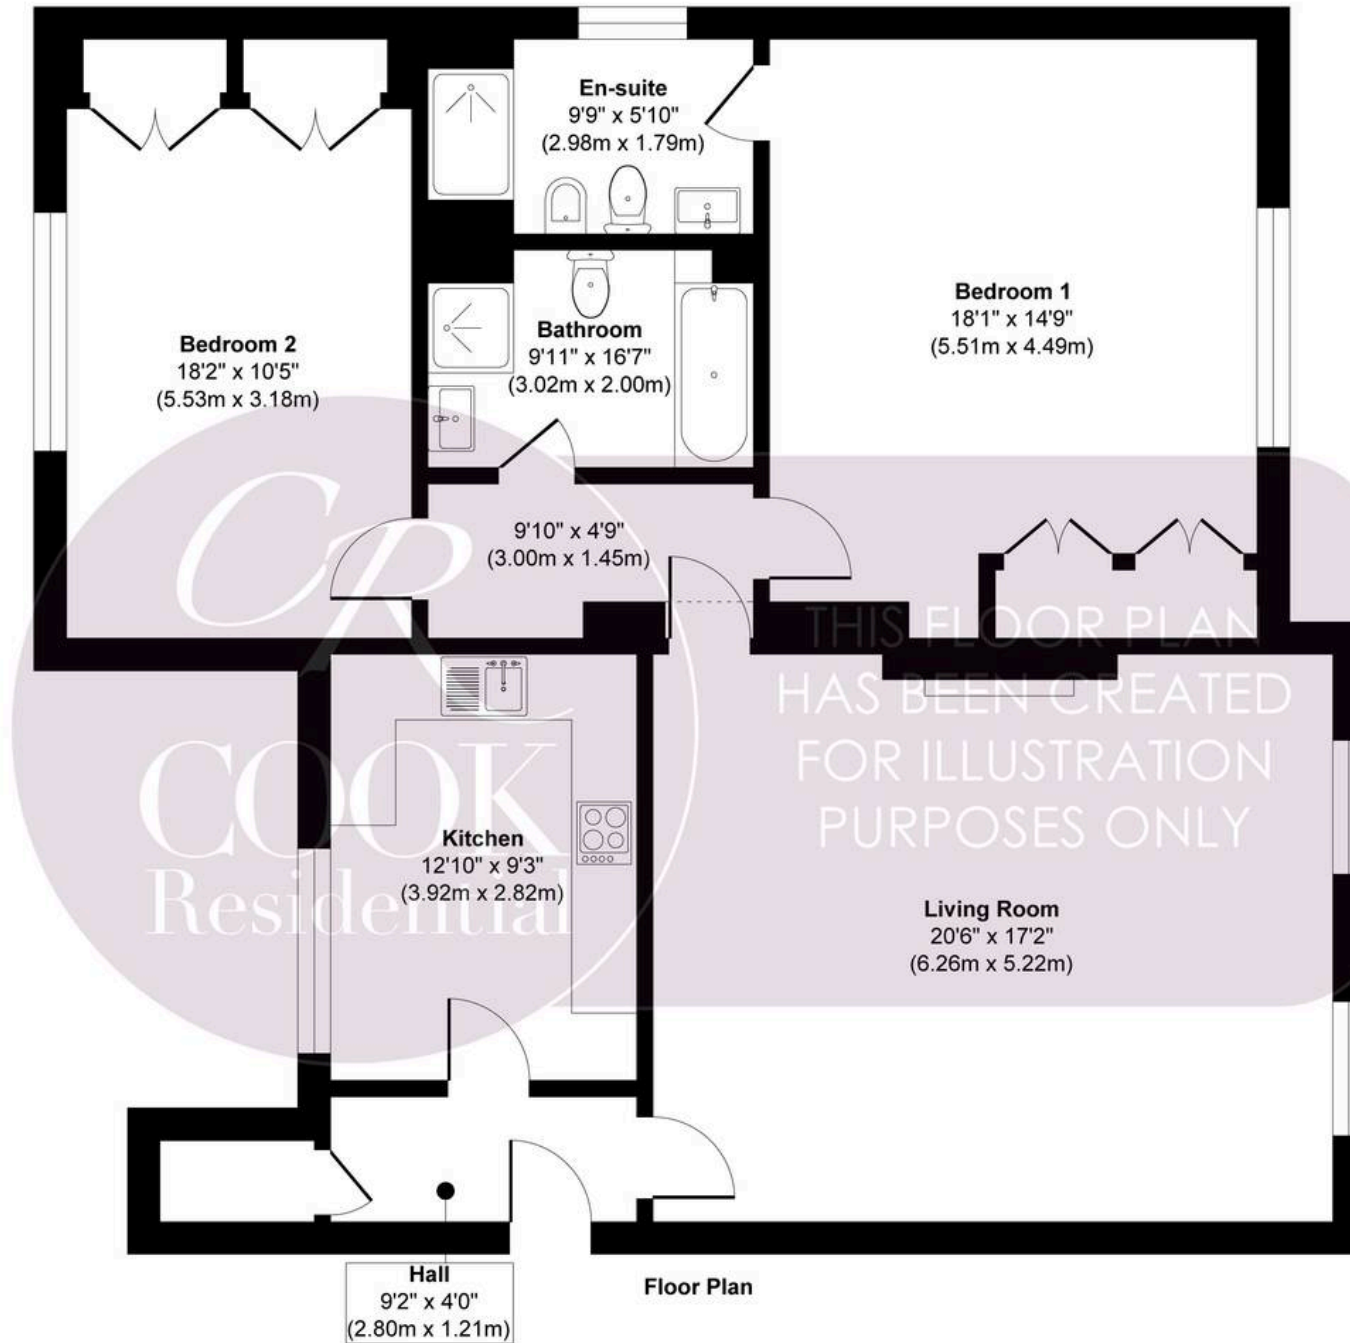 En-suite
9'9" x 5'10"
(2.98m x 1.79m)
Bedroom 1
18'1" x 14'9"
(5.51m x 4.49m)
Bedroom 2
18'2" x 10'5"
(5.53m x 3.18m)
Bathroom
9'11" x 16'7"
(3.02m x 2.00m)
9'10" x 4'9"
(3.00m x 1.45m)
CR
COOK
Residential
THIS FLOOR PLAN
HAS BEEN CREATED
FOR ILLUSTRATION
PURPOSES ONLY
Kitchen
12'10" x 9'3"
(3.92m x 2.82m)
Living Room
20'6" x 17'2"
(6.26m x 5.22m)
Hall
9'2" x 4'0"
(2.80m x 1.21m)
Floor Plan